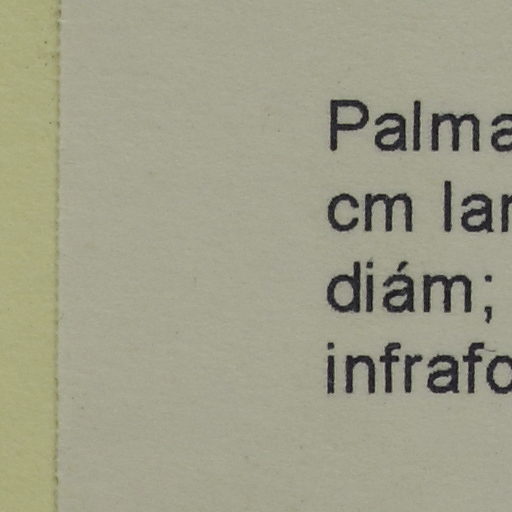 Palma
cm lar
diám;
infrafo